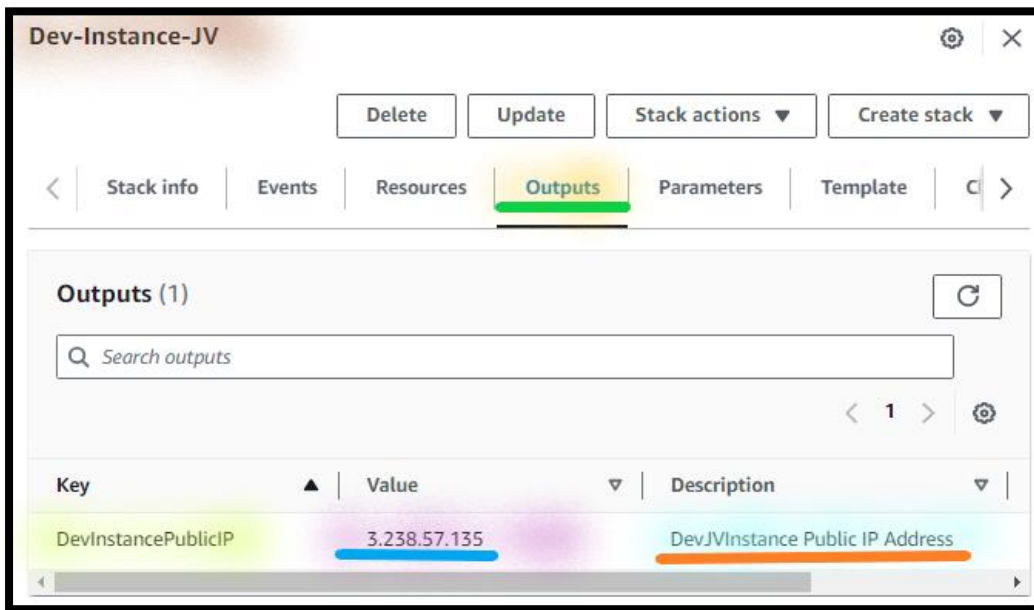 Dev-Instance-JV
Delete Update Stack actions Create stack
Stack info Events Resources Outputs Parameters Template
Outputs (1)
Search outputs
1
Key Value Description
DevInstancePublicIP 3.238.57.135 DevJVInstance Public IP Address